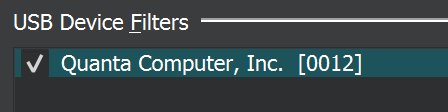 USB Device Filters
Quanta Computer, Inc. [0012]